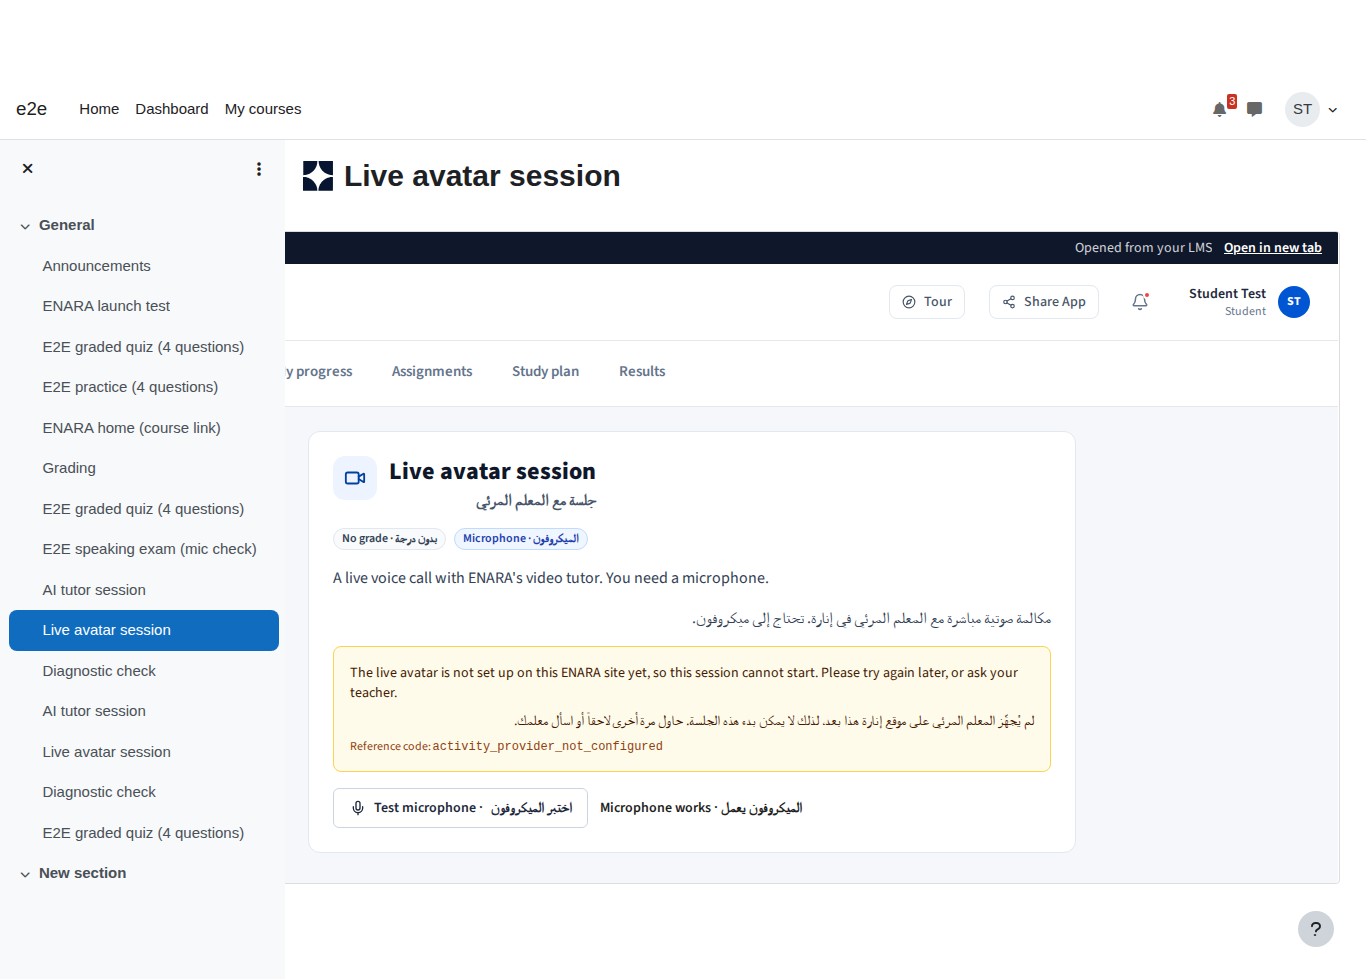 e2e
Home
Dashboard
My courses
3
ST
General
Announcements
ENARA launch test
E2E graded quiz (4 questions)
E2E practice (4 questions)
ENARA home (course link)
Grading
E2E graded quiz (4 questions)
E2E speaking exam (mic check)
AI tutor session
Live avatar session
Diagnostic check
AI tutor session
Live avatar session
Diagnostic check
E2E graded quiz (4 questions)
New section
Live avatar session
Opened from your LMS Open in new tab
Tour
Share App
Student Test
Student
ST
y progress
Assignments
Study plan
Results
Live avatar session
جلسة مع المعلم المرئي
No grade · بدون درجة
Microphone · الميكروفون
A live voice call with ENARA's video tutor. You need a microphone.
مكالمة صوتية مباشرة مع المعلم المرئي في إنارة. تحتاج إلى ميكروفون.
The live avatar is not set up on this ENARA site yet, so this session cannot start. Please try again later, or ask your
teacher.
لم يُجهَّز المعلم المرئي على موقع إنارة هذا بعد، لذلك لا يمكن بدء هذه الجلسة. حاول مرة أخرى لاحقاً أو اسأل معلمك.
Reference code: activity_provider_not_configured
Test microphone · اختبر الميكروفون
Microphone works · الميكروفون يعمل
?